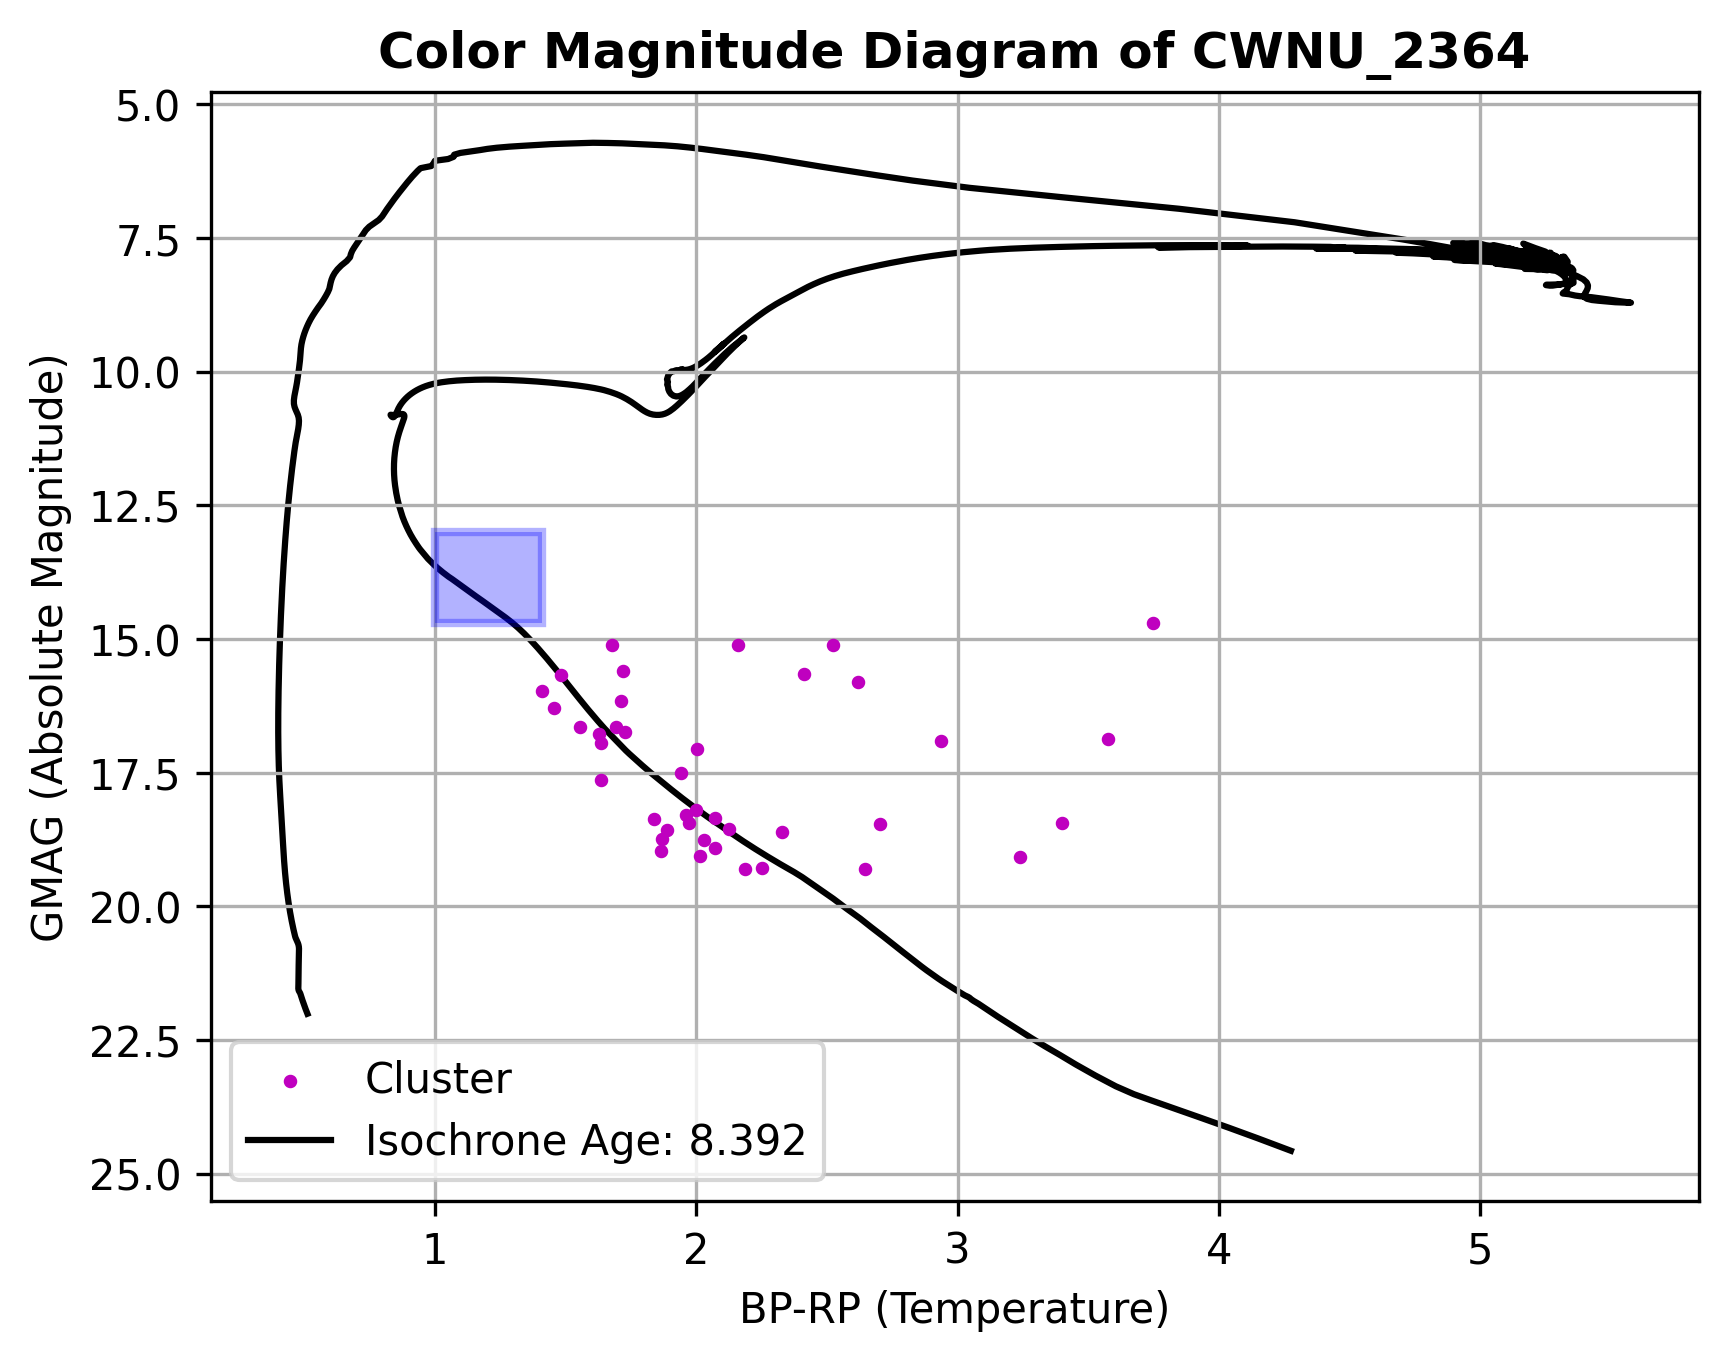 Color Magnitude Diagram of CWNU_2364
5.0
7.5
10.0
12.5
15.0
17.5
20.0
22.5
25.0
GMAG (Absolute Magnitude)
Cluster
Isochrone Age: 8.392
1 2 3 4 5
BP-RP (Temperature)